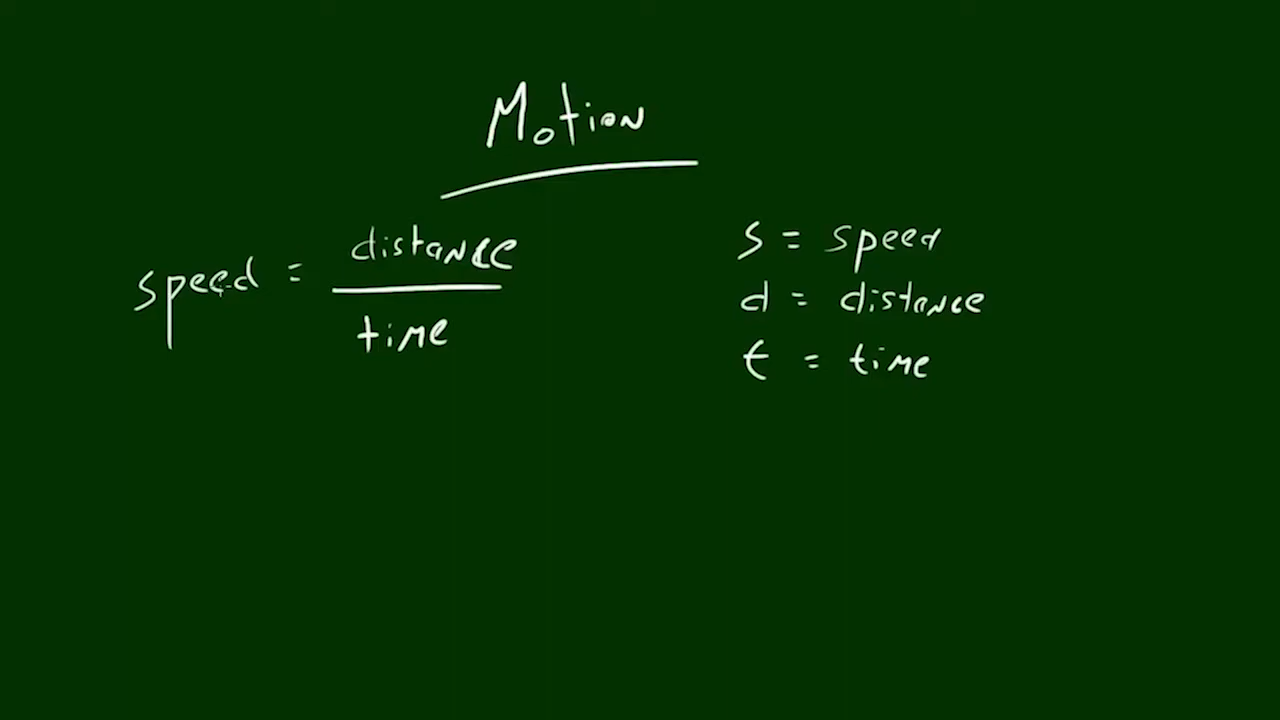 Motion
speed = distance
time
s = speed
d = distance
t = time